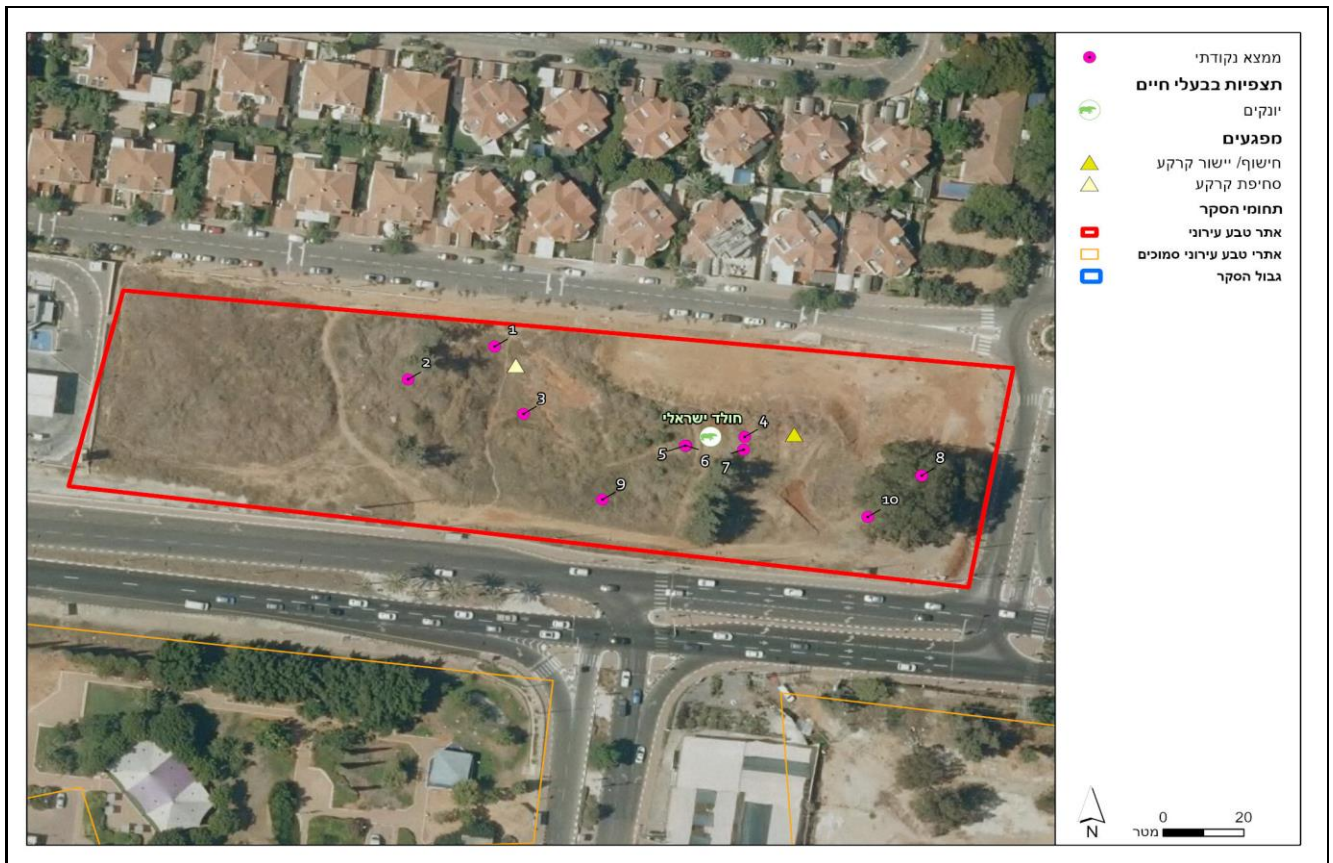 ממצא נקודתי
תצפיות בבעלי חיים
יונקים
מפגעים
חישוף/ יישור קרקע
סחיפת קרקע
תחומי הסקר
אתר טבע עירוני
אתרי טבע עירוני סמוכים
גבול הסקר
1
2
3
חולד ישראלי
4
5
6
7
8
9
10
N
0 20
מטר